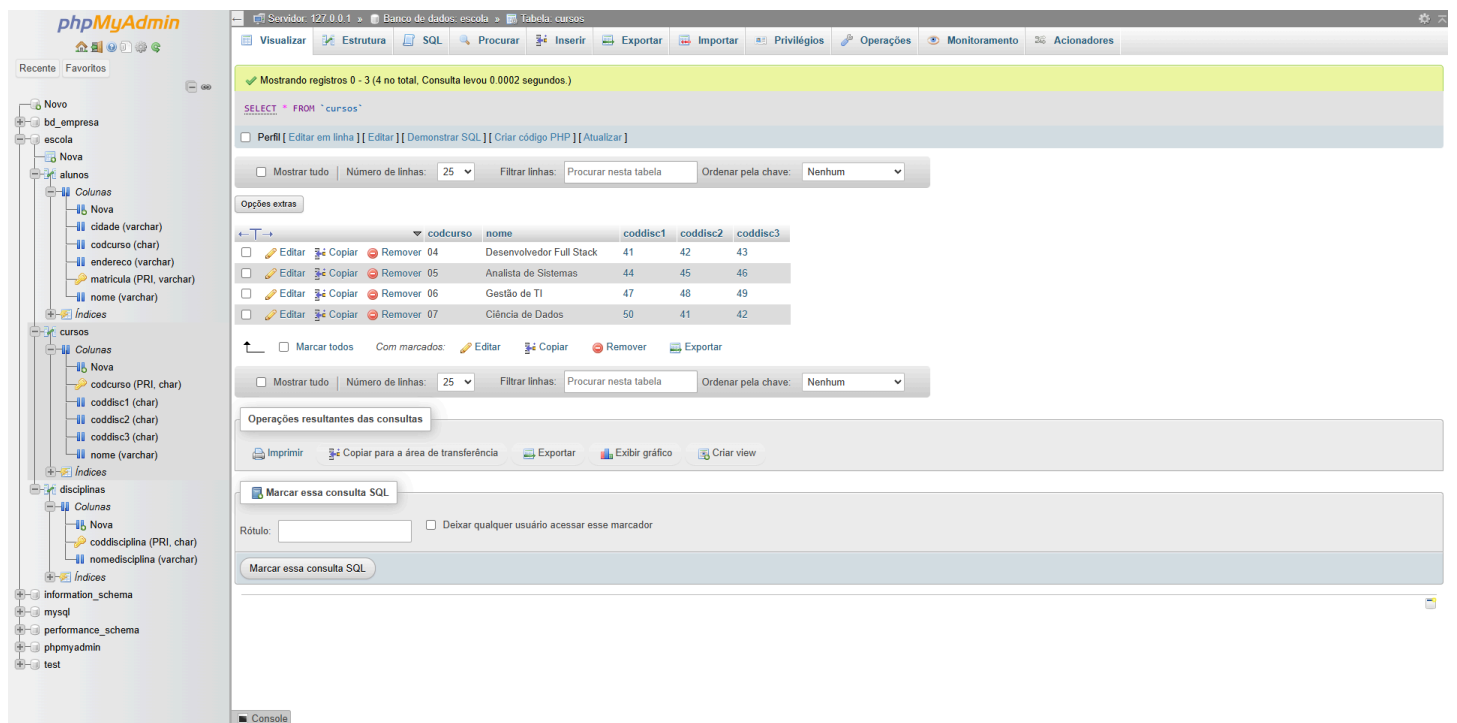 phpMyAdmin
Recente Favoritos
Novo
bd_empresa
escola
Nova
alunos
Colunas
Nova
cidade (varchar)
codcurso (char)
endereco (varchar)
matricula (PRI, varchar)
nome (varchar)
Índices
cursos
Colunas
Nova
codcurso (PRI, char)
coddisc1 (char)
coddisc2 (char)
coddisc3 (char)
nome (varchar)
Índices
disciplinas
Colunas
Nova
coddisciplina (PRI, char)
nomedisciplina (varchar)
Índices
information_schema
mysql
performance_schema
phpmyadmin
test
Servidor: 127.0.0.1 » Banco de dados: escola » Tabela: cursos
Visualizar Estrutura SQL Procurar Inserir Exportar Importar Privilégios Operações Monitoramento Acionadores
Mostrando registros 0 - 3 (4 no total, Consulta levou 0.0002 segundos.)
SELECT * FROM `cursos`
Perfil [ Editar em linha ] [ Editar ] [ Demonstrar SQL ] [ Criar código PHP ] [ Atualizar ]
Mostrar tudo | Número de linhas: 25 Filtrar linhas: Procurar nesta tabela Ordenar pela chave: Nenhum
Opções extras
←T→ codcurso nome coddisc1 coddisc2 coddisc3
Editar Copiar Remover 04 Desenvolvedor Full Stack 41 42 43
Editar Copiar Remover 05 Analista de Sistemas 44 45 46
Editar Copiar Remover 06 Gestão de TI 47 48 49
Editar Copiar Remover 07 Ciência de Dados 50 41 42
Marcar todos Com marcados: Editar Copiar Remover Exportar
Mostrar tudo | Número de linhas: 25 Filtrar linhas: Procurar nesta tabela Ordenar pela chave: Nenhum
Operações resultantes das consultas
Imprimir Copiar para a área de transferência Exportar Exibir gráfico Criar view
Marcar essa consulta SQL
Rótulo: Deixar qualquer usuário acessar esse marcador
Marcar essa consulta SQL
Console